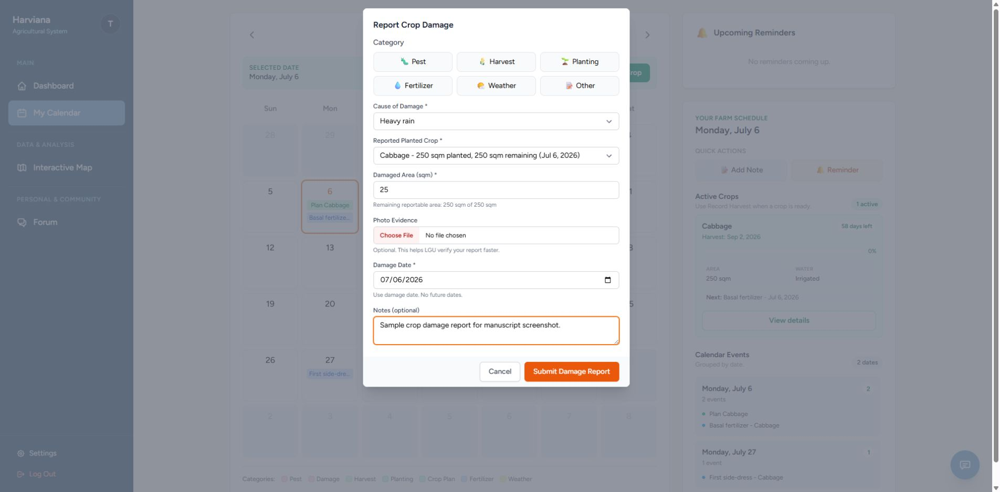 Harviana
Agricultural System
T
MAIN
Dashboard
My Calendar
DATA & ANALYSIS
Interactive Map
PERSONAL & COMMUNITY
Forum
Settings
Log Out
SELECTED DATE
Monday, July 6
rop
Sun Mon
28 29
5 6
Plan Cabbage
Basal fertilize...
12 13
19 20
26 27
First side-dre...
2 3 4 5 6 7 8
Categories: Pest Damage Harvest Planting Crop Plan Fertilizer Weather
Report Crop Damage
Category
Pest Harvest Planting
Fertilizer Weather Other
Cause of Damage *
Heavy rain
Reported Planted Crop *
Cabbage - 250 sqm planted, 250 sqm remaining (Jul 6, 2026)
Damaged Area (sqm) *
25
Remaining reportable area: 250 sqm of 250 sqm
Photo Evidence
Choose File No file chosen
Optional. This helps LGU verify your report faster.
Damage Date *
07/06/2026
Use damage date. No future dates.
Notes (optional)
Sample crop damage report for manuscript screenshot.
Cancel Submit Damage Report
Upcoming Reminders
No reminders coming up.
YOUR FARM SCHEDULE
Monday, July 6
QUICK ACTIONS
Add Note Reminder
Active Crops
Use Record Harvest when a crop is ready.
1 active
Cabbage 58 days left
Harvest: Sep 2, 2026
0%
AREA WATER
250 sqm Irrigated
Next: Basal fertilizer - Jul 6, 2026
View details
Calendar Events
Grouped by date.
2 dates
Monday, July 6 2
2 events
Plan Cabbage
Basal fertilizer - Cabbage
Monday, July 27 1
1 event
First side-dress - Cabbage